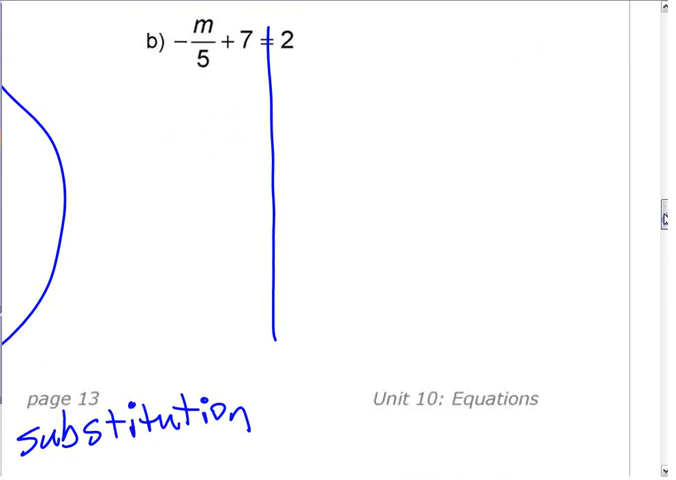 b) -m/5 + 7 = 2
page 13
Unit 10: Equations
substitution